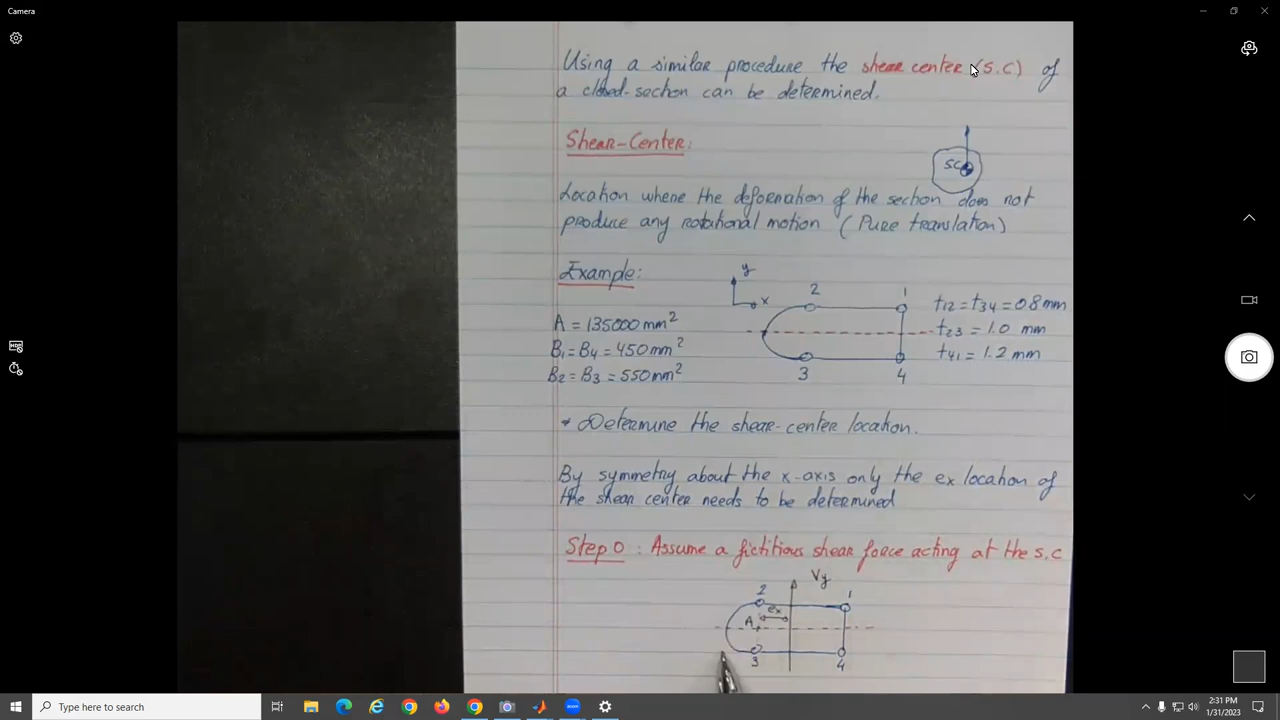 Camera
Using a similar procedure the shear center (S.C) of
a closed-section can be determined.
Shear-Center:
SC
Location where the deformation of the section does not
produce any rotational motion (Pure translation)
Example:
y
x
2
1
3
4
A = 135000 mm²
B₁ = B₄ = 450 mm²
B₂ = B₃ = 550 mm²
t₁₂ = t₃₄ = 0.8 mm
t₂₃ = 1.0 mm
t₄₁ = 1.2 mm
* Determine the shear-center location.
By symmetry about the x-axis only the ex location of
the shear center needs to be determined
Step 0 : Assume a fictitious shear force acting at the s.c
Vy
2
1
ex
A
3
4
Type here to search
2:31 PM
1/31/2023